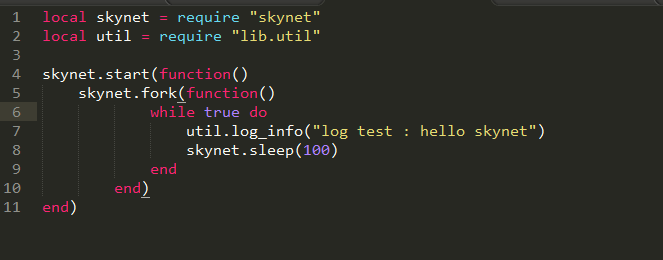 1 local skynet = require "skynet"
2 local util = require "lib.util"
3
4 skynet.start(function()
5     skynet.fork(function()
6             while true do
7                 util.log_info("log test : hello skynet")
8                 skynet.sleep(100)
9             end
10         end)
11 end)